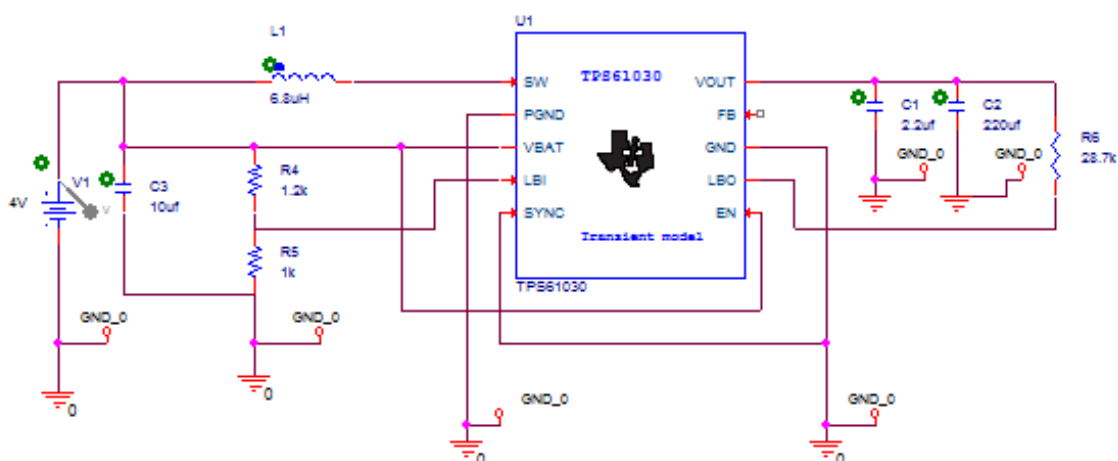 U1
L1
6.8uH
TPS61030
SW
PGND
VBAT
LBI
SYNC
VOUT
FB
GND
LBO
EN
Transient model
TPS61030
V1
V
4V
C3
10uf
R4
1.2k
R5
1k
C1
2.2uf
C2
220uf
R6
28.7k
GND_0
GND_0
GND_0
GND_0
GND_0
GND_0
0
0
0
0